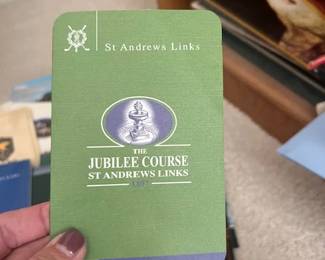 St Andrews Links
THE
JUBILEE COURSE
ST ANDREWS LINKS